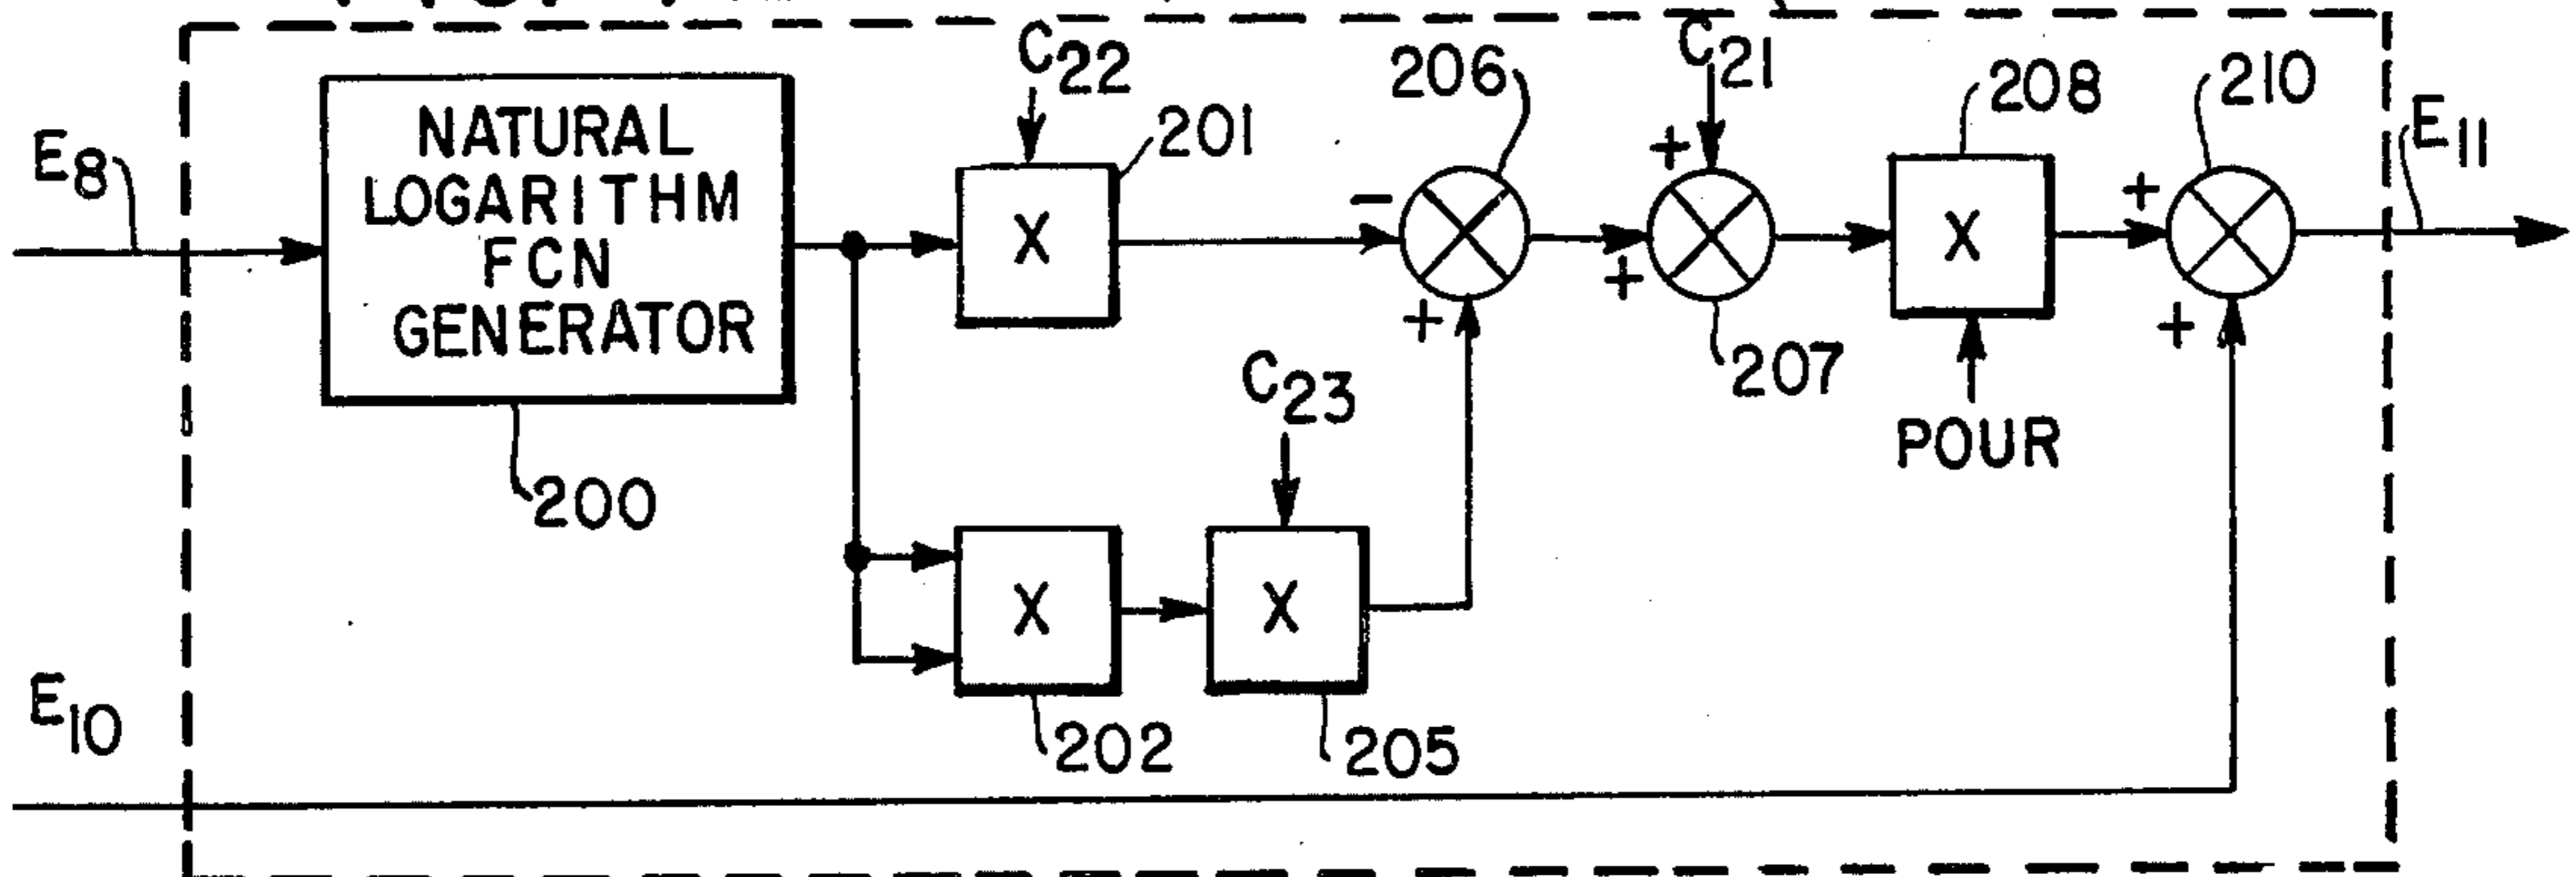 C22
206
C21
208
210
E11
NATURAL
LOGARITHM
FCN
GENERATOR
E8
201
X
X
- + + + + +
207
C23
POUR
200
X
X
E10
202
205